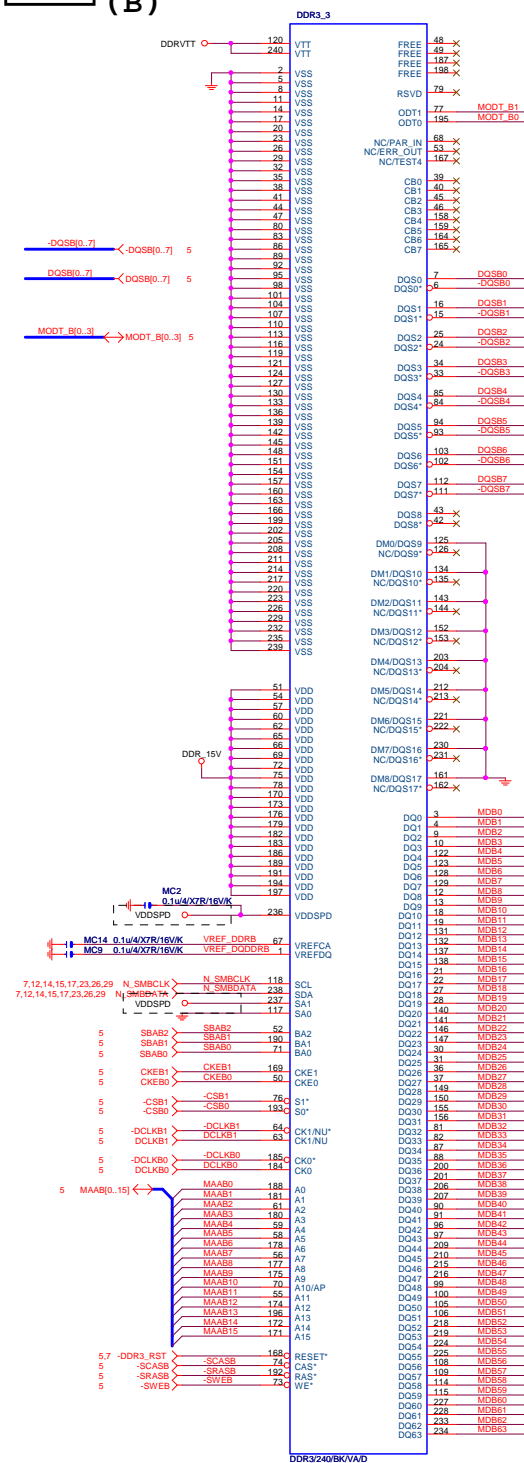 (B)
DDR3_3
DDRVTT
120 VTT
240 VTT
2 VSS
5 VSS
8 VSS
11 VSS
14 VSS
17 VSS
20 VSS
23 VSS
26 VSS
29 VSS
32 VSS
35 VSS
38 VSS
41 VSS
44 VSS
47 VSS
80 VSS
83 VSS
86 VSS
89 VSS
92 VSS
95 VSS
98 VSS
101 VSS
104 VSS
107 VSS
110 VSS
113 VSS
116 VSS
119 VSS
121 VSS
124 VSS
127 VSS
130 VSS
133 VSS
136 VSS
139 VSS
142 VSS
145 VSS
148 VSS
151 VSS
154 VSS
157 VSS
160 VSS
163 VSS
166 VSS
199 VSS
202 VSS
205 VSS
208 VSS
211 VSS
214 VSS
217 VSS
220 VSS
223 VSS
226 VSS
229 VSS
232 VSS
235 VSS
239 VSS
-DQSB[0..7] -DQSB[0..7] 5
DQSB[0..7] DQSB[0..7] 5
MODT_B[0..3] MODT_B[0..3] 5
DDR_15V
51 VDD
54 VDD
57 VDD
60 VDD
62 VDD
65 VDD
66 VDD
69 VDD
72 VDD
75 VDD
78 VDD
170 VDD
173 VDD
176 VDD
179 VDD
182 VDD
183 VDD
186 VDD
189 VDD
191 VDD
194 VDD
197 VDD
MC2
0.1u/4/X7R/16V/K
VDDSPD 236 VDDSPD
MC14 0.1u/4/X7R/16V/K VREF_DDRB 67 VREFCA
MC9 0.1u/4/X7R/16V/K VREF_DQDDRB 1 VREFDQ
7,12,14,15,17,23,26,29 N_SMBCLK N_SMBCLK 118 SCL
7,12,14,15,17,23,26,29 N_SMBDATA N_SMBDATA 238 SDA
VDDSPD 237 SA1
117 SA0
5 SBAB2 SBAB2 52 BA2
5 SBAB1 SBAB1 190 BA1
5 SBAB0 SBAB0 71 BA0
5 CKEB1 CKEB1 169 CKE1
5 CKEB0 CKEB0 50 CKE0
5 -CSB1 -CSB1 76 S1*
5 -CSB0 -CSB0 193 S0*
5 -DCLKB1 -DCLKB1 64 CK1/NU*
5 DCLKB1 DCLKB1 63 CK1/NU
5 -DCLKB0 -DCLKB0 185 CK0*
5 DCLKB0 DCLKB0 184 CK0
5 MAAB[0..15]
MAAB0 188 A0
MAAB1 181 A1
MAAB2 61 A2
MAAB3 180 A3
MAAB4 59 A4
MAAB5 58 A5
MAAB6 178 A6
MAAB7 56 A7
MAAB8 177 A8
MAAB9 175 A9
MAAB10 70 A10/AP
MAAB11 55 A11
MAAB12 174 A12
MAAB13 196 A13
MAAB14 172 A14
MAAB15 171 A15
5,7 -DDR3_RST 168 RESET*
5 -SCASB -SCASB 74 CAS*
5 -SRASB -SRASB 192 RAS*
5 -SWEB -SWEB 73 WE*
FREE 48
FREE 49
FREE 187
FREE 198
RSVD 79
ODT1 77 MODT_B1
ODT0 195 MODT_B0
NC/PAR_IN 68
NC/ERR_OUT 53
NC/TEST4 167
CB0 39
CB1 40
CB2 45
CB3 46
CB4 158
CB5 159
CB6 164
CB7 165
DQS0 7 DQSB0
DQS0* 6 -DQSB0
DQS1 16 DQSB1
DQS1* 15 -DQSB1
DQS2 25 DQSB2
DQS2* 24 -DQSB2
DQS3 34 DQSB3
DQS3* 33 -DQSB3
DQS4 85 DQSB4
DQS4* 84 -DQSB4
DQS5 94 DQSB5
DQS5* 93 -DQSB5
DQS6 103 DQSB6
DQS6* 102 -DQSB6
DQS7 112 DQSB7
DQS7* 111 -DQSB7
DQS8 43
DQS8* 42
DM0/DQS9 125
NC/DQS9* 126
DM1/DQS10 134
NC/DQS10* 135
DM2/DQS11 143
NC/DQS11* 144
DM3/DQS12 152
NC/DQS12* 153
DM4/DQS13 203
NC/DQS13* 204
DM5/DQS14 212
NC/DQS14* 213
DM6/DQS15 221
NC/DQS15* 222
DM7/DQS16 230
NC/DQS16* 231
DM8/DQS17 161
NC/DQS17* 162
DQ0 3 MDB0
DQ1 4 MDB1
DQ2 9 MDB2
DQ3 10 MDB3
DQ4 122 MDB4
DQ5 123 MDB5
DQ6 128 MDB6
DQ7 129 MDB7
DQ8 12 MDB8
DQ9 13 MDB9
DQ10 18 MDB10
DQ11 19 MDB11
DQ12 131 MDB12
DQ13 132 MDB13
DQ14 137 MDB14
DQ15 138 MDB15
DQ16 21 MDB16
DQ17 22 MDB17
DQ18 27 MDB18
DQ19 28 MDB19
DQ20 140 MDB20
DQ21 141 MDB21
DQ22 146 MDB22
DQ23 147 MDB23
DQ24 30 MDB24
DQ25 31 MDB25
DQ26 36 MDB26
DQ27 37 MDB27
DQ28 149 MDB28
DQ29 150 MDB29
DQ30 155 MDB30
DQ31 156 MDB31
DQ32 81 MDB32
DQ33 82 MDB33
DQ34 87 MDB34
DQ35 88 MDB35
DQ36 200 MDB36
DQ37 201 MDB37
DQ38 206 MDB38
DQ39 207 MDB39
DQ40 90 MDB40
DQ41 91 MDB41
DQ42 96 MDB42
DQ43 97 MDB43
DQ44 209 MDB44
DQ45 210 MDB45
DQ46 215 MDB46
DQ47 216 MDB47
DQ48 99 MDB48
DQ49 100 MDB49
DQ50 105 MDB50
DQ51 106 MDB51
DQ52 218 MDB52
DQ53 219 MDB53
DQ54 224 MDB54
DQ55 225 MDB55
DQ56 108 MDB56
DQ57 109 MDB57
DQ58 114 MDB58
DQ59 115 MDB59
DQ60 227 MDB60
DQ61 228 MDB61
DQ62 233 MDB62
DQ63 234 MDB63
DDR3/240/BK/VA/D